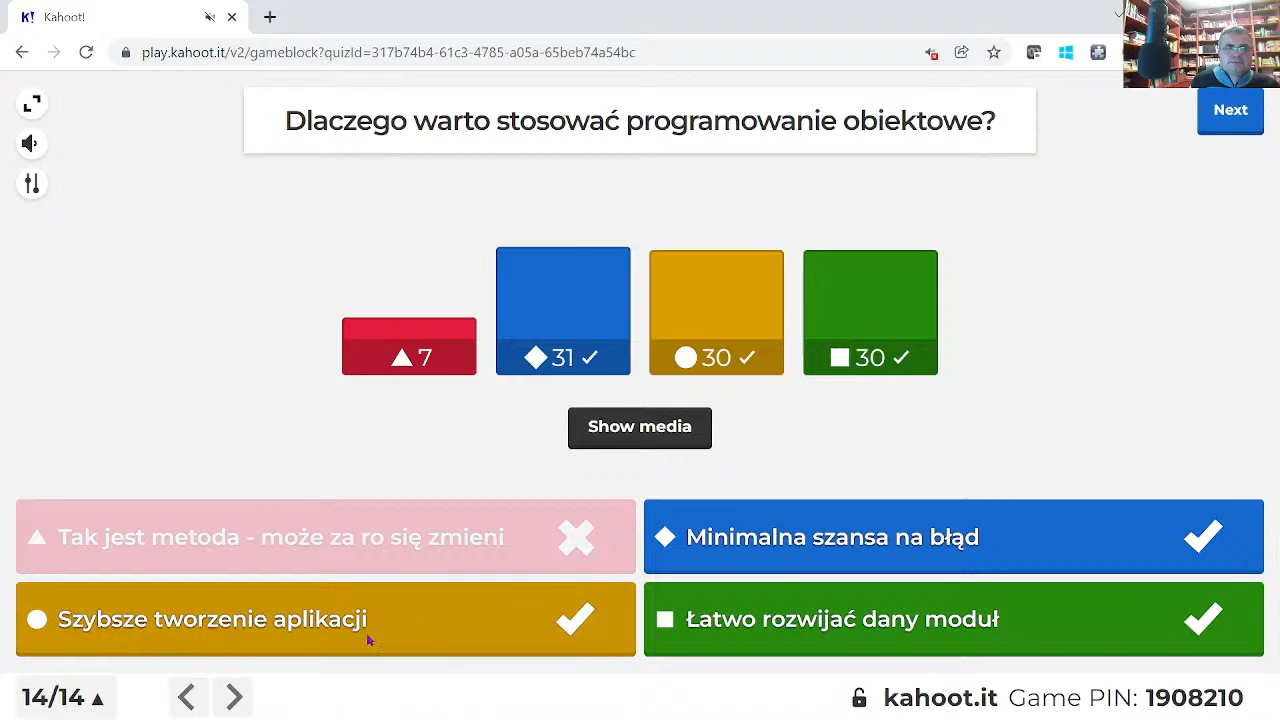 Kahoot!
play.kahoot.it/v2/gameblock?quizId=317b74b4-61c3-4785-a05a-65beb74a54bc
Dlaczego warto stosować programowanie obiektowe?
Next
7
31
30
30
Show media
Tak jest metoda - może za ro się zmieni
Minimalna szansa na błąd
Szybsze tworzenie aplikacji
Łatwo rozwijać dany moduł
14/14
kahoot.it Game PIN: 1908210